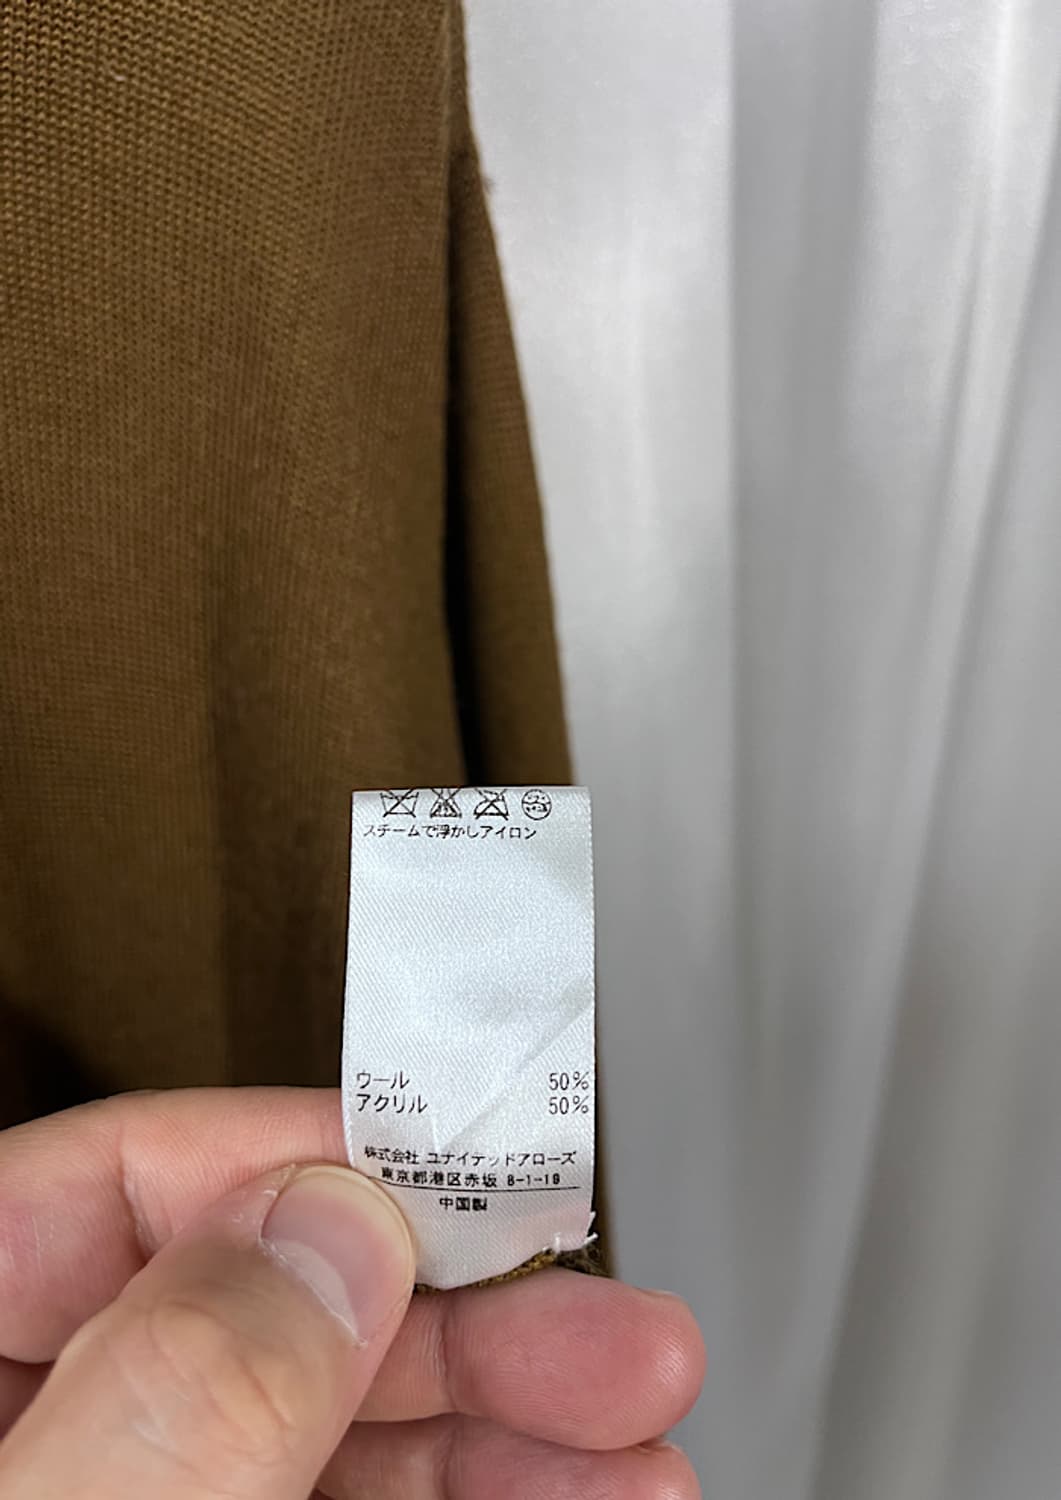 スチームで浮かしアイロン
ウール 50%
アクリル 50%
株式会社 ユナイテッドアローズ
東京都港区赤坂 8-1-19
中国製